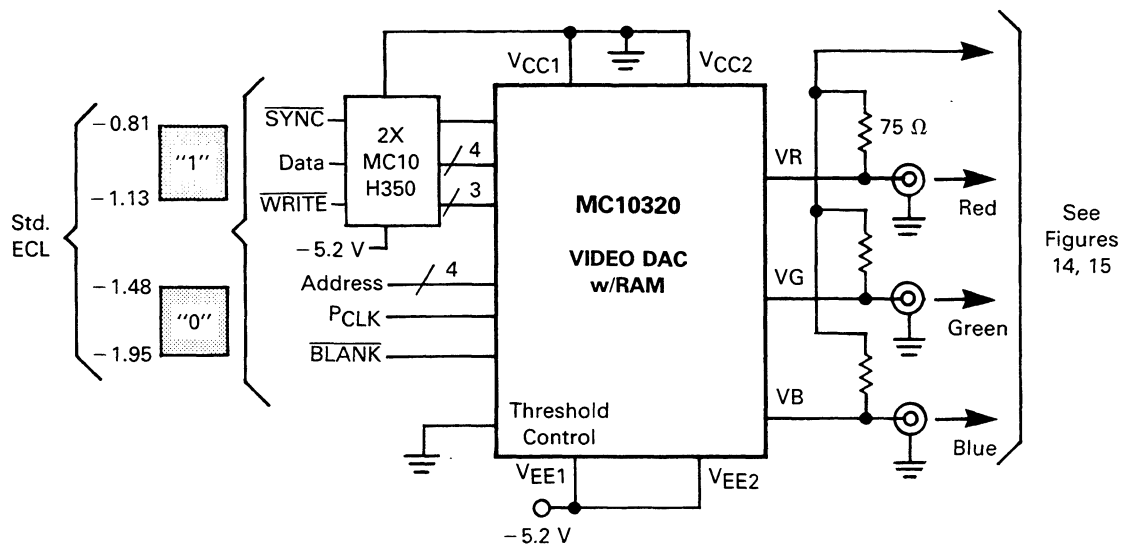 VCC1
VCC2
-0.81
"1"
-1.13
Std.
ECL
-1.48
"0"
-1.95
SYNC
Data
WRITE
2X
MC10
H350
4
3
-5.2 V
Address
4
PCLK
BLANK
MC10320
VIDEO DAC
w/RAM
Threshold
Control
VEE1
VEE2
-5.2 V
75 Ω
VR
Red
VG
Green
VB
Blue
See
Figures
14, 15